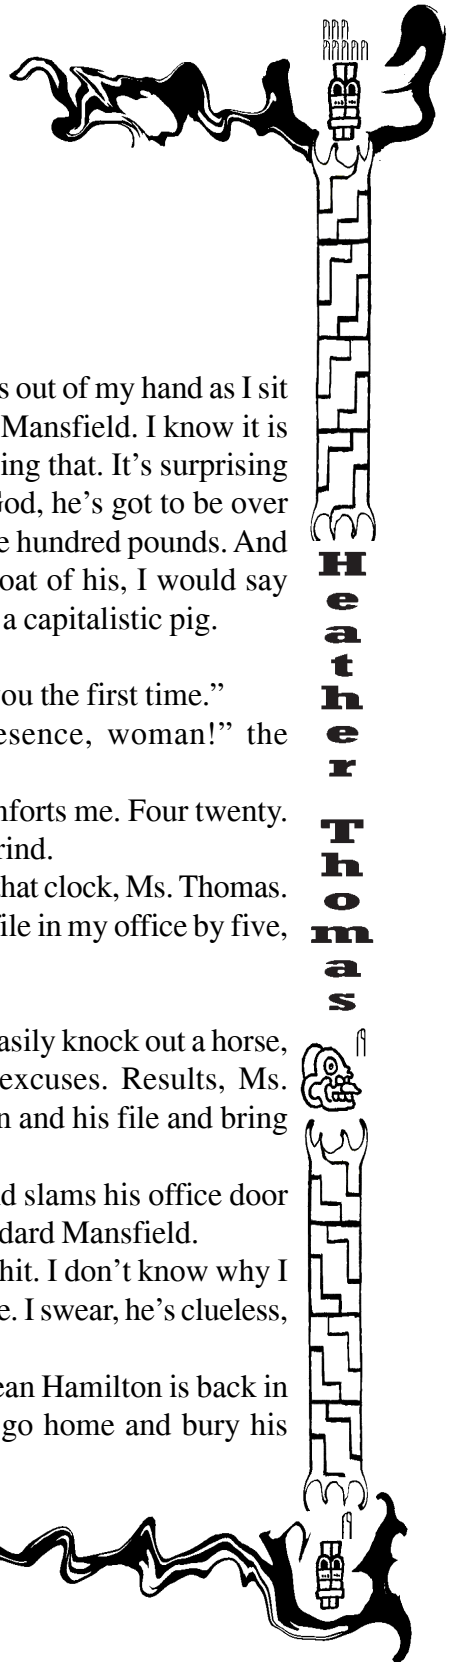 s out of my hand as I sit
Mansfield. I know it is
ing that. It's surprising
God, he's got to be over
e hundred pounds. And
oat of his, I would say
a capitalistic pig.
you the first time.”
esence, woman!” the
nforts me. Four twenty.
rind.
hat clock, Ms. Thomas.
file in my office by five,
asily knock out a horse,
excuses. Results, Ms.
n and his file and bring
d slams his office door
dard Mansfield.
hit. I don't know why I
e. I swear, he's clueless,
ean Hamilton is back in
go home and bury his
Heather Thomas